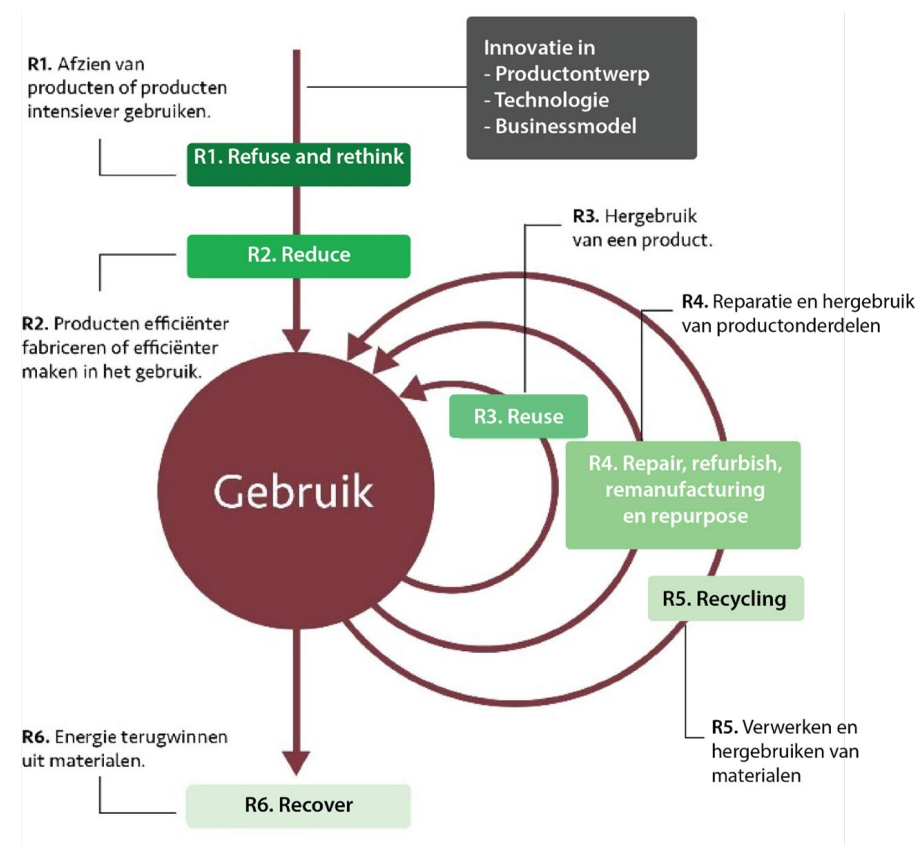 Innovatie in
- Productontwerp
- Technologie
- Businessmodel
R1. Afzien van
producten of producten
intensiever gebruiken.
R1. Refuse and rethink
R2. Reduce
R2. Producten efficiënter
fabriceren of efficiënter
maken in het gebruik.
R3. Hergebruik
van een product.
R4. Reparatie en hergebruik
van productonderdelen
R3. Reuse
R4. Repair, refurbish,
remanufacturing
en repurpose
Gebruik
R5. Recycling
R5. Verwerken en
hergebruiken van
materialen
R6. Energie terugwinnen
uit materialen.
R6. Recover